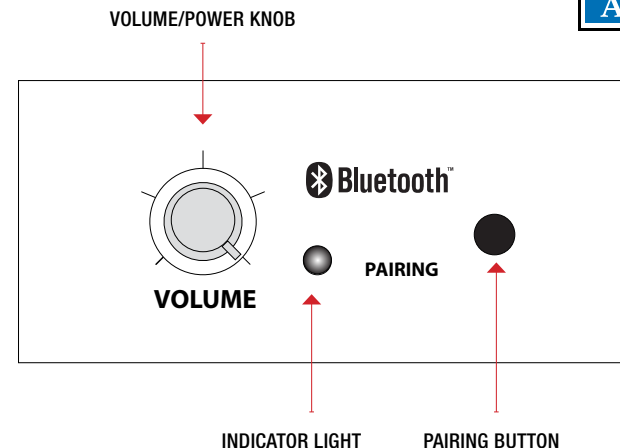 VOLUME/POWER KNOB
A
Bluetooth™
PAIRING
VOLUME
INDICATOR LIGHT
PAIRING BUTTON